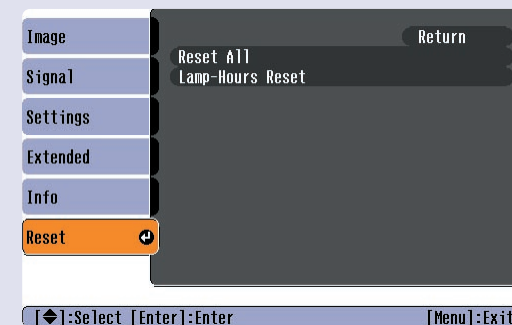 Image
Signal
Settings
Extended
Info
Reset
Return
Reset All
Lamp-Hours Reset
[◆]:Select [Enter]:Enter
[Menu]:Exit